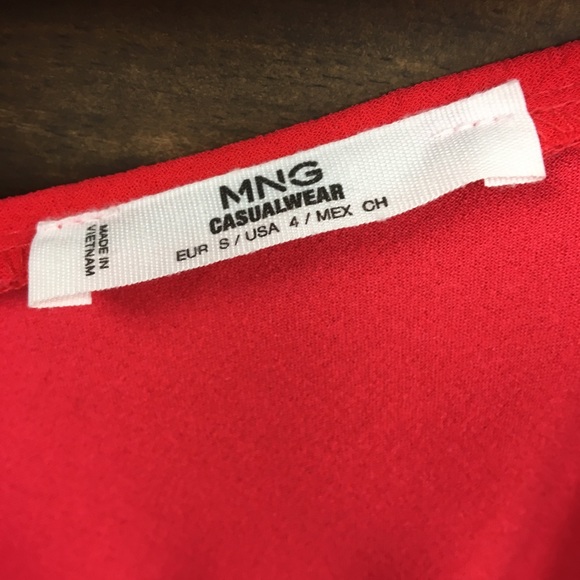 MNG
CASUALWEAR
EUR S / USA 4 / MEX CH
MADE IN
VIETNAM